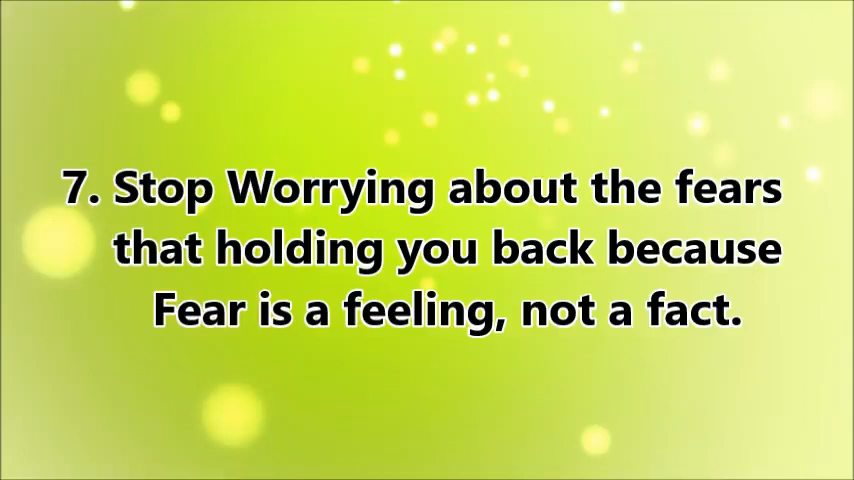 7. Stop Worrying about the fears
that holding you back because
Fear is a feeling, not a fact.